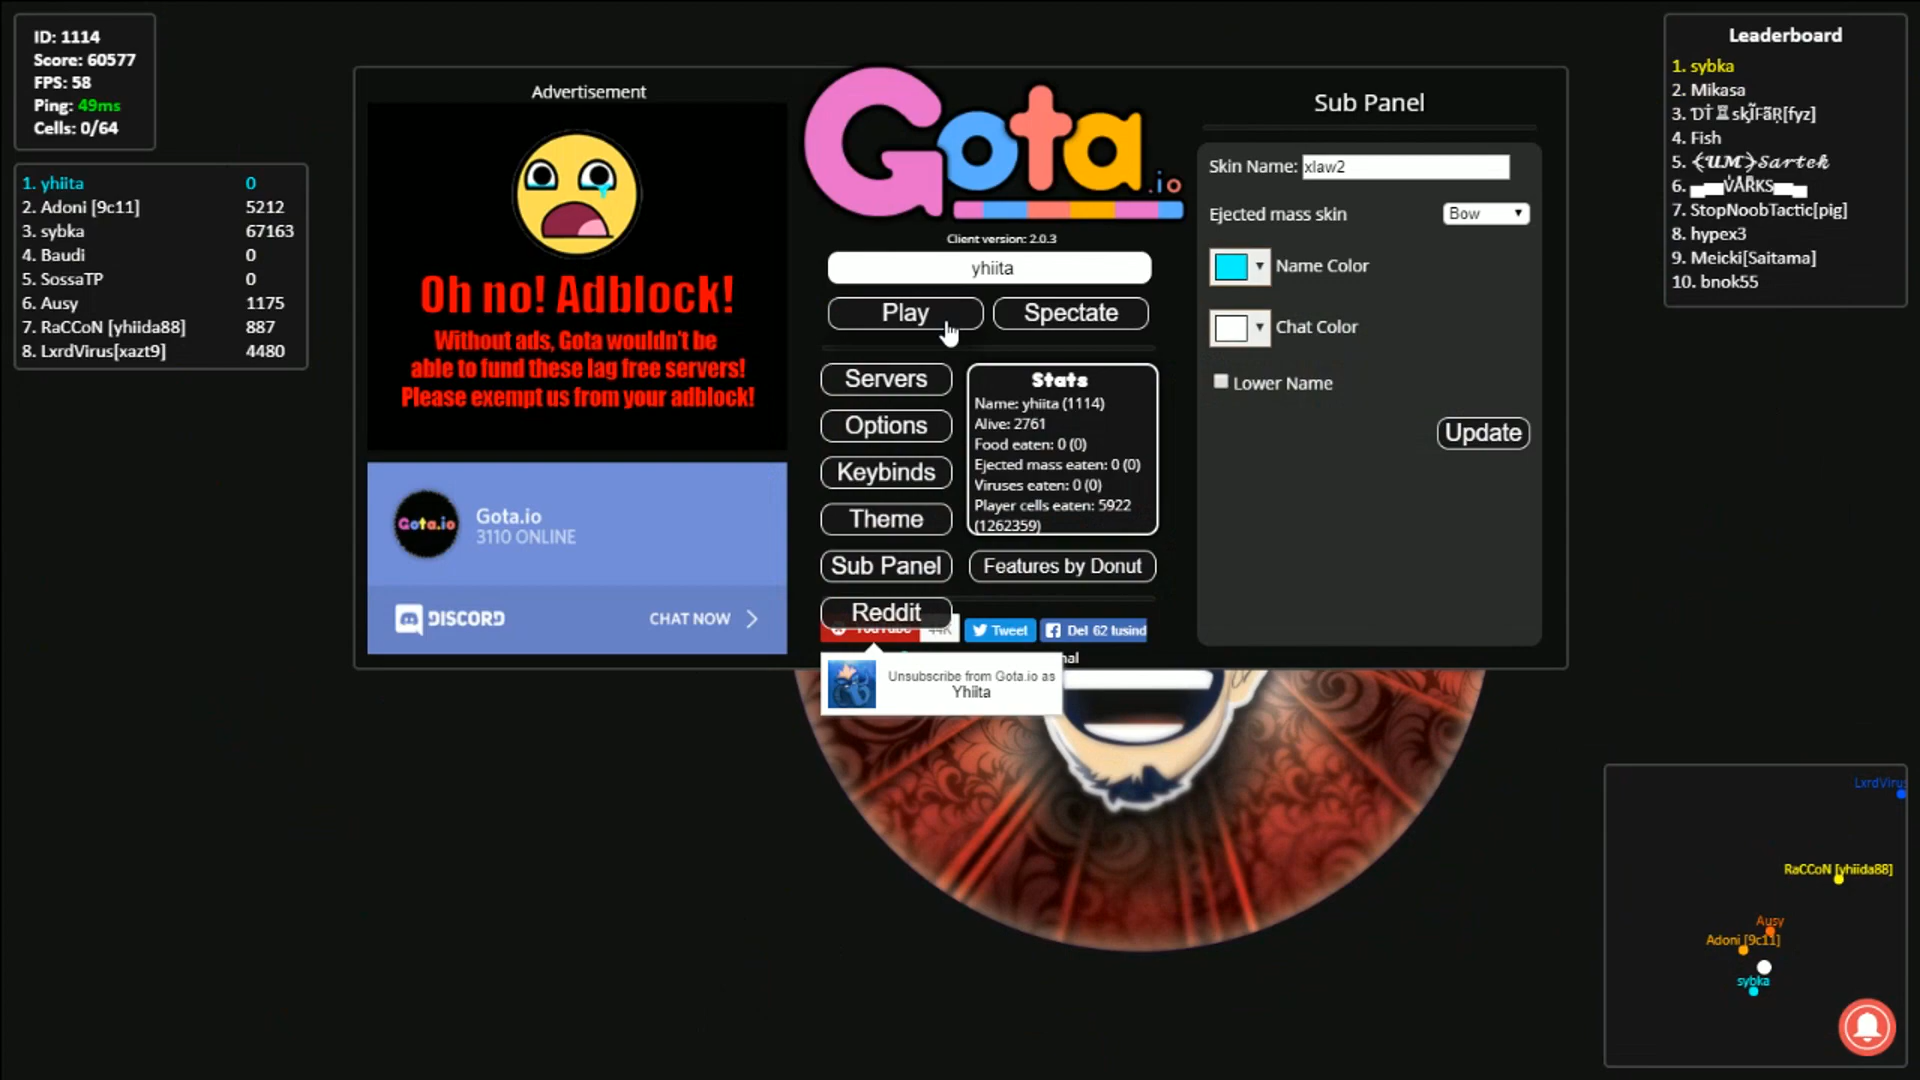 ID: 1114
Score: 60577
FPS: 58
Ping: 49ms
Cells: 0/64
1. yhiita 0
2. Adoni [9c11] 5212
3. sybka 67163
4. Baudi 0
5. SossaTP 0
6. Ausy 1175
7. RaCCoN [yhiida88] 887
8. LxrdVirus[xazt9] 4480
Advertisement
Oh no! Adblock!
Without ads, Gota wouldn't be
able to fund these lag free servers!
Please exempt us from your adblock!
Gota.io
Gota.io
3110 ONLINE
DISCORD
CHAT NOW
Gota.io
Client version: 2.0.3
yhiita
Play
Spectate
Servers
Options
Keybinds
Theme
Sub Panel
Reddit
Stats
Name: yhiita (1114)
Alive: 2761
Food eaten: 0 (0)
Ejected mass eaten: 0 (0)
Viruses eaten: 0 (0)
Player cells eaten: 5922
(1262359)
Features by Donut
YouTube 44K
Tweet
Del 62 tusind
Unsubscribe from Gota.io as
Yhiita
Sub Panel
Skin Name: xlaw2
Ejected mass skin Bow
Name Color
Chat Color
Lower Name
Update
Leaderboard
1. sybka
2. Mikasa
4. Fish
7. StopNoobTactic[pig]
8. hypex3
9. Meicki[Saitama]
10. bnok55
LxrdVirus
RaCCoN [yhiida88]
Ausy
Adoni [9c11]
sybka